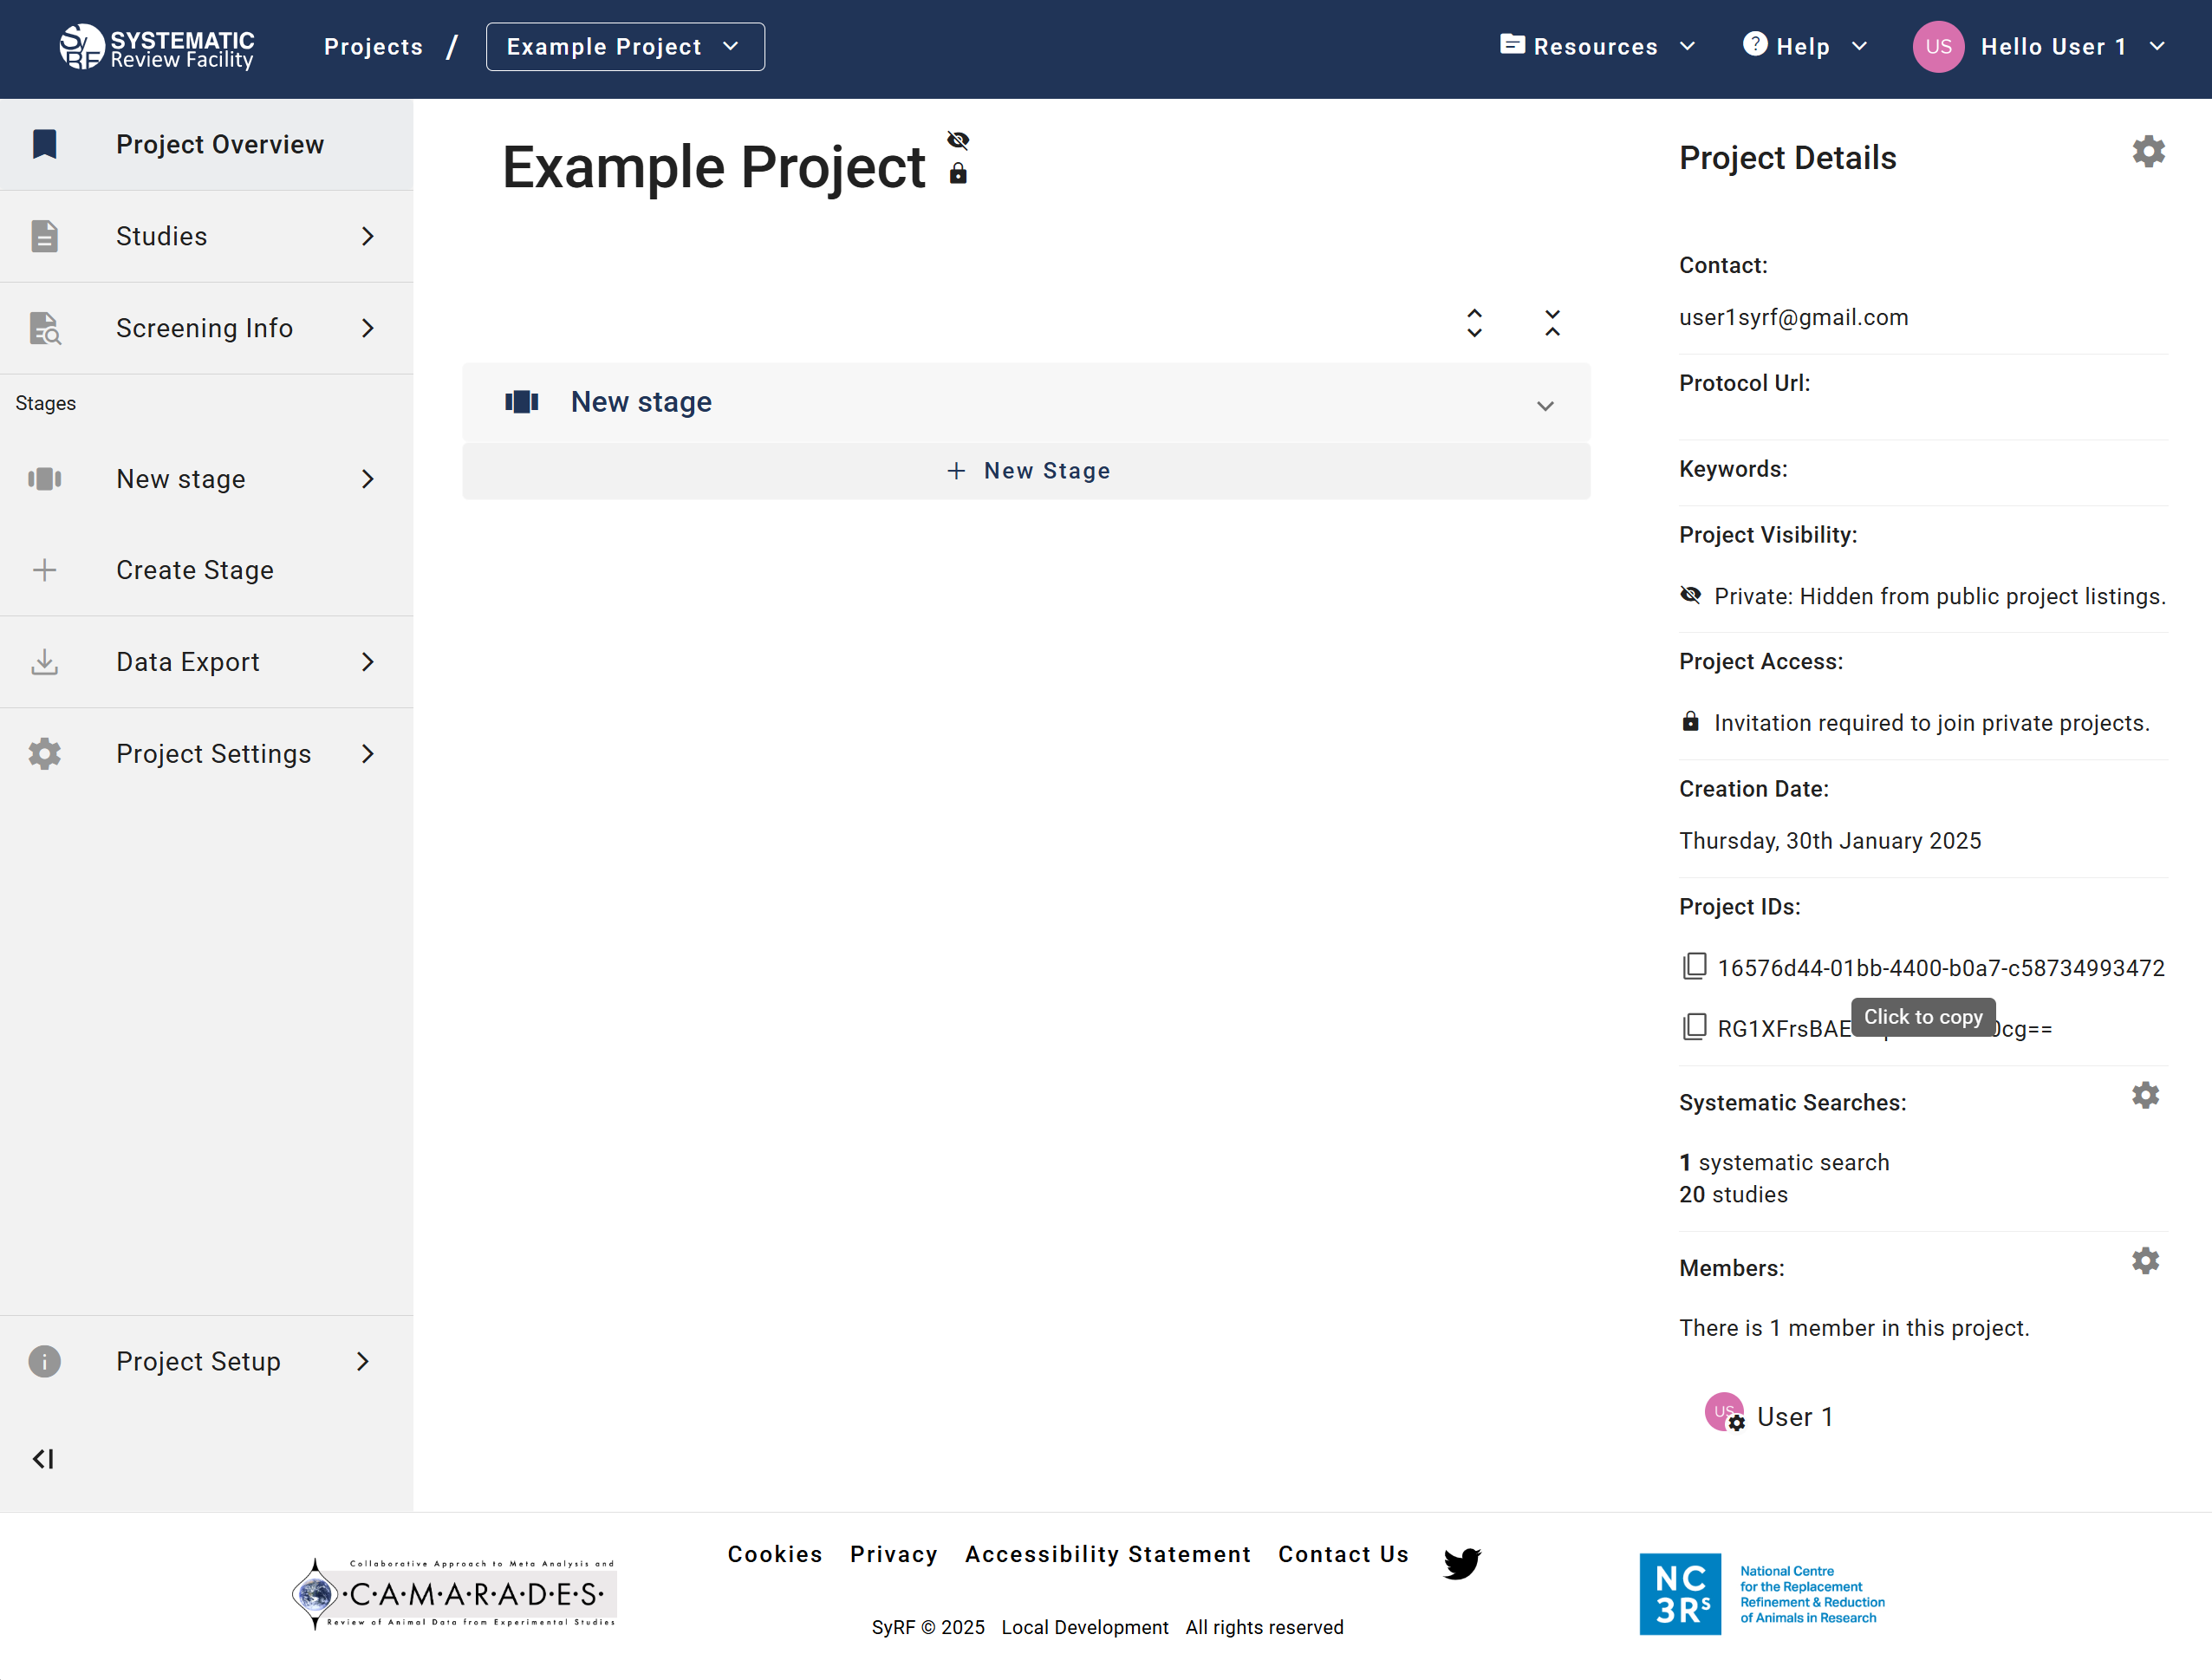 SyRF
SYSTEMATIC
Review Facility
Projects / Example Project
Resources
Help
US
Hello User 1
Project Overview
Studies
Screening Info
Stages
New stage
Create Stage
Data Export
Project Settings
Project Setup
Example Project
New stage
+ New Stage
Project Details
Contact:
user1syrf@gmail.com
Protocol Url:
Keywords:
Project Visibility:
Private: Hidden from public project listings.
Project Access:
Invitation required to join private projects.
Creation Date:
Thursday, 30th January 2025
Project IDs:
16576d44-01bb-4400-b0a7-c58734993472
Click to copy
Systematic Searches:
1 systematic search
20 studies
Members:
There is 1 member in this project.
US
User 1
Collaborative Approach to Meta Analysis and
·C·A·M·A·R·A·D·E·S·
Review of Animal Data from Experimental Studies
Cookies Privacy Accessibility Statement Contact Us
SyRF © 2025 Local Development All rights reserved
NC
3Rs
National Centre
for the Replacement
Refinement & Reduction
of Animals in Research